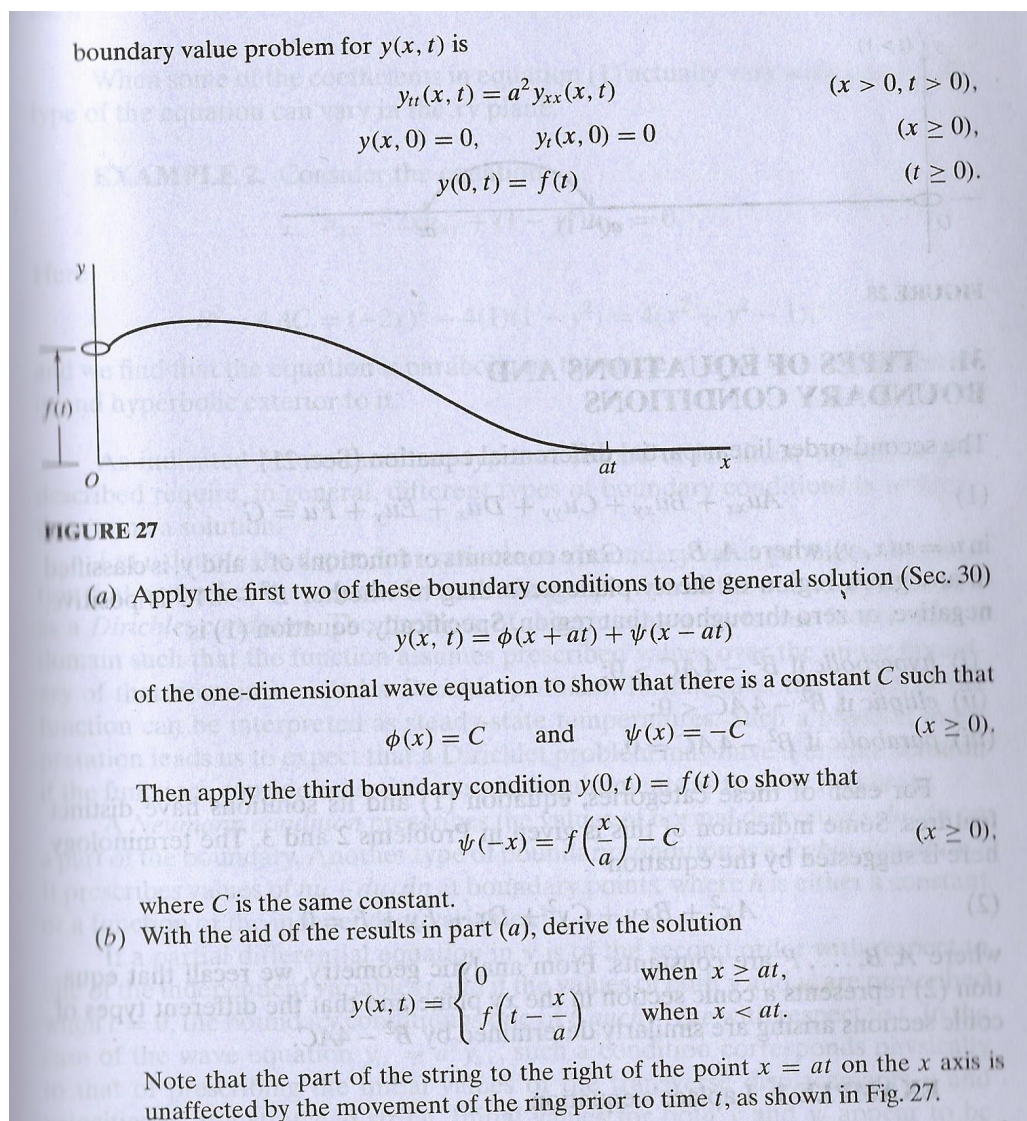 boundary value problem for y(x, t) is
y_tt(x, t) = a²y_xx(x, t) (x > 0, t > 0),
y(x, 0) = 0, y_t(x, 0) = 0 (x ≥ 0),
y(0, t) = f(t) (t ≥ 0).
y
f(t)
O
at
x
FIGURE 27
(a) Apply the first two of these boundary conditions to the general solution (Sec. 30)
y(x, t) = ϕ(x + at) + ψ(x − at)
of the one-dimensional wave equation to show that there is a constant C such that
ϕ(x) = C and ψ(x) = −C (x ≥ 0).
Then apply the third boundary condition y(0, t) = f(t) to show that
ψ(−x) = f(x/a) − C (x ≥ 0),
where C is the same constant.
(b) With the aid of the results in part (a), derive the solution
y(x, t) = { 0 when x ≥ at,
f(t − x/a) when x < at.
Note that the part of the string to the right of the point x = at on the x axis is
unaffected by the movement of the ring prior to time t, as shown in Fig. 27.